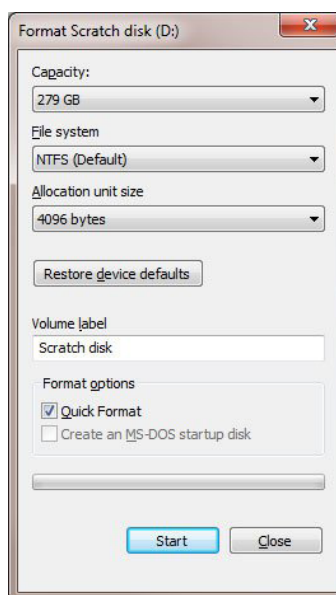 Format Scratch disk (D:)
Capacity:
279 GB
File system
NTFS (Default)
Allocation unit size
4096 bytes
Restore device defaults
Volume label
Scratch disk
Format options
Quick Format
Create an MS-DOS startup disk
Start Close